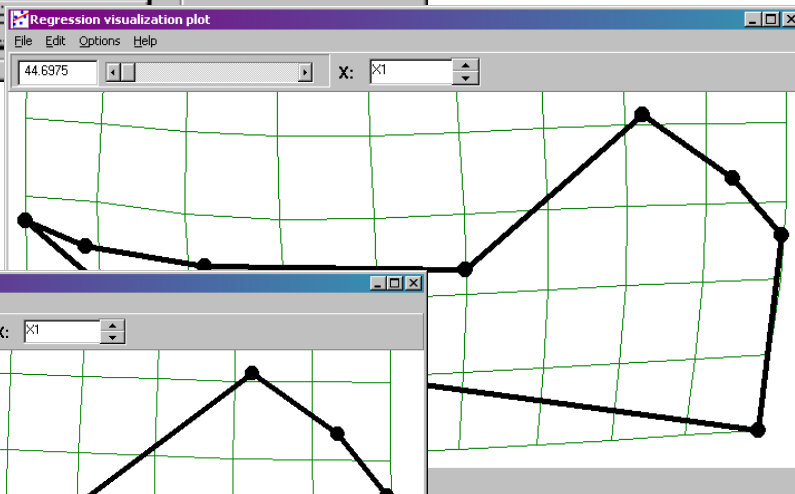 Regression visualization plot
File Edit Options Help
44.6975 X: X1
X: X1